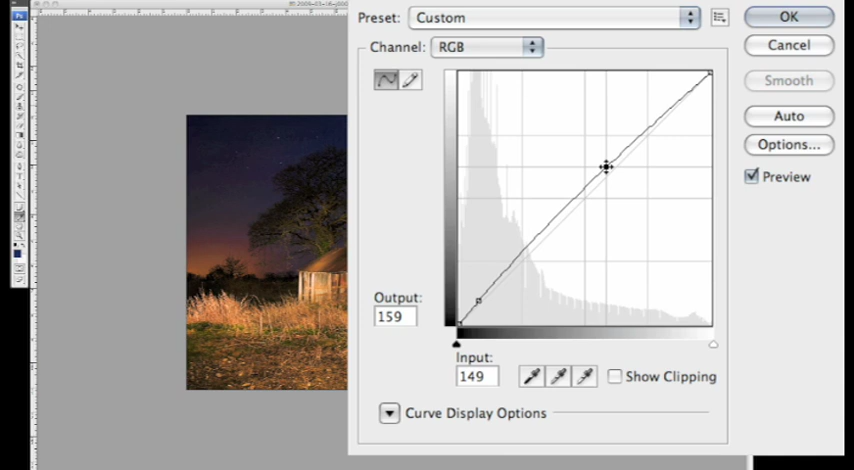 Ps
Preset: Custom
OK
Channel: RGB
Cancel
Smooth
Auto
Options...
Preview
Output:
159
Input:
149
Show Clipping
Curve Display Options